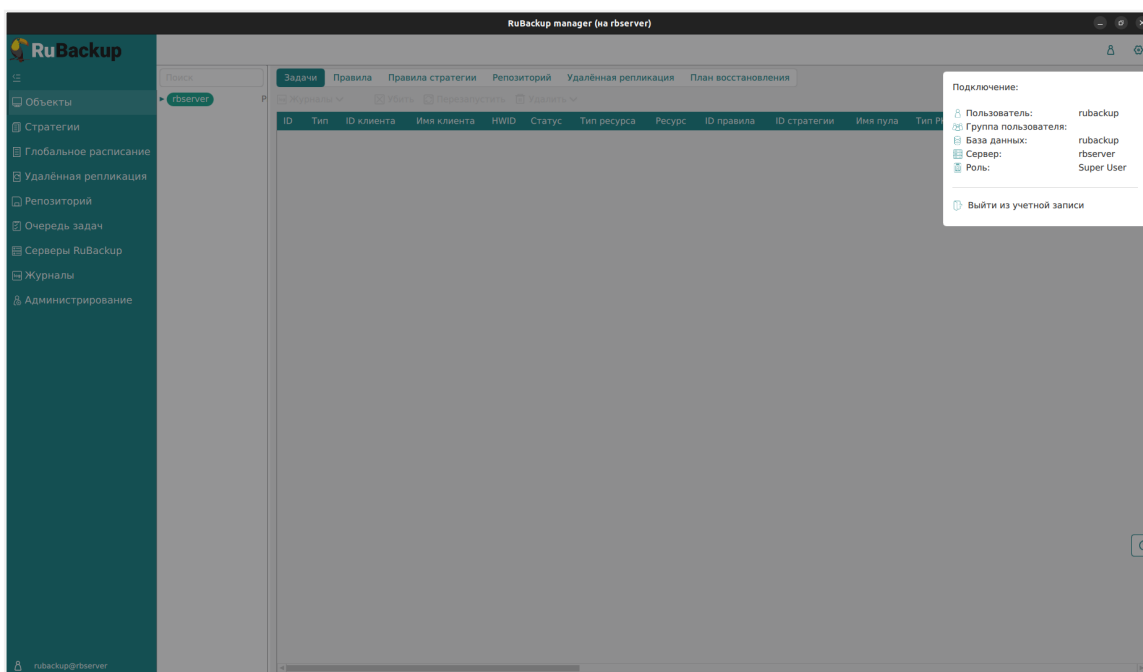 RuBackup manager (на rbserver)
RuBackup
Объекты
Стратегии
Глобальное расписание
Удалённая репликация
Репозиторий
Очередь задач
Серверы RuBackup
Журналы
Администрирование
rubackup@rbserver
Поиск
rbserver
Р
Задачи Правила Правила стратегии Репозиторий Удалённая репликация План восстановления
Журналы Убить Перезапустить Удалить
ID Тип ID клиента Имя клиента HWID Статус Тип ресурса Ресурс ID правила ID стратегии Имя пула Тип РК
Подключение:
Пользователь: rubackup
Группа пользователя:
База данных: rubackup
Сервер: rbserver
Роль: Super User
Выйти из учетной записи